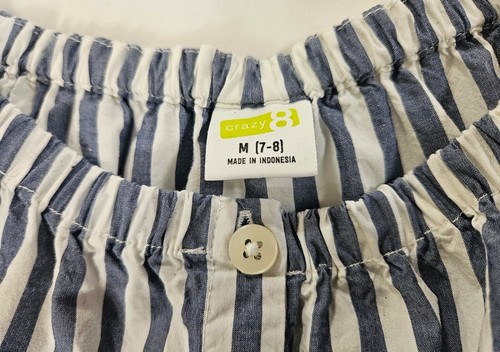 crazy 8
M (7-8)
MADE IN INDONESIA